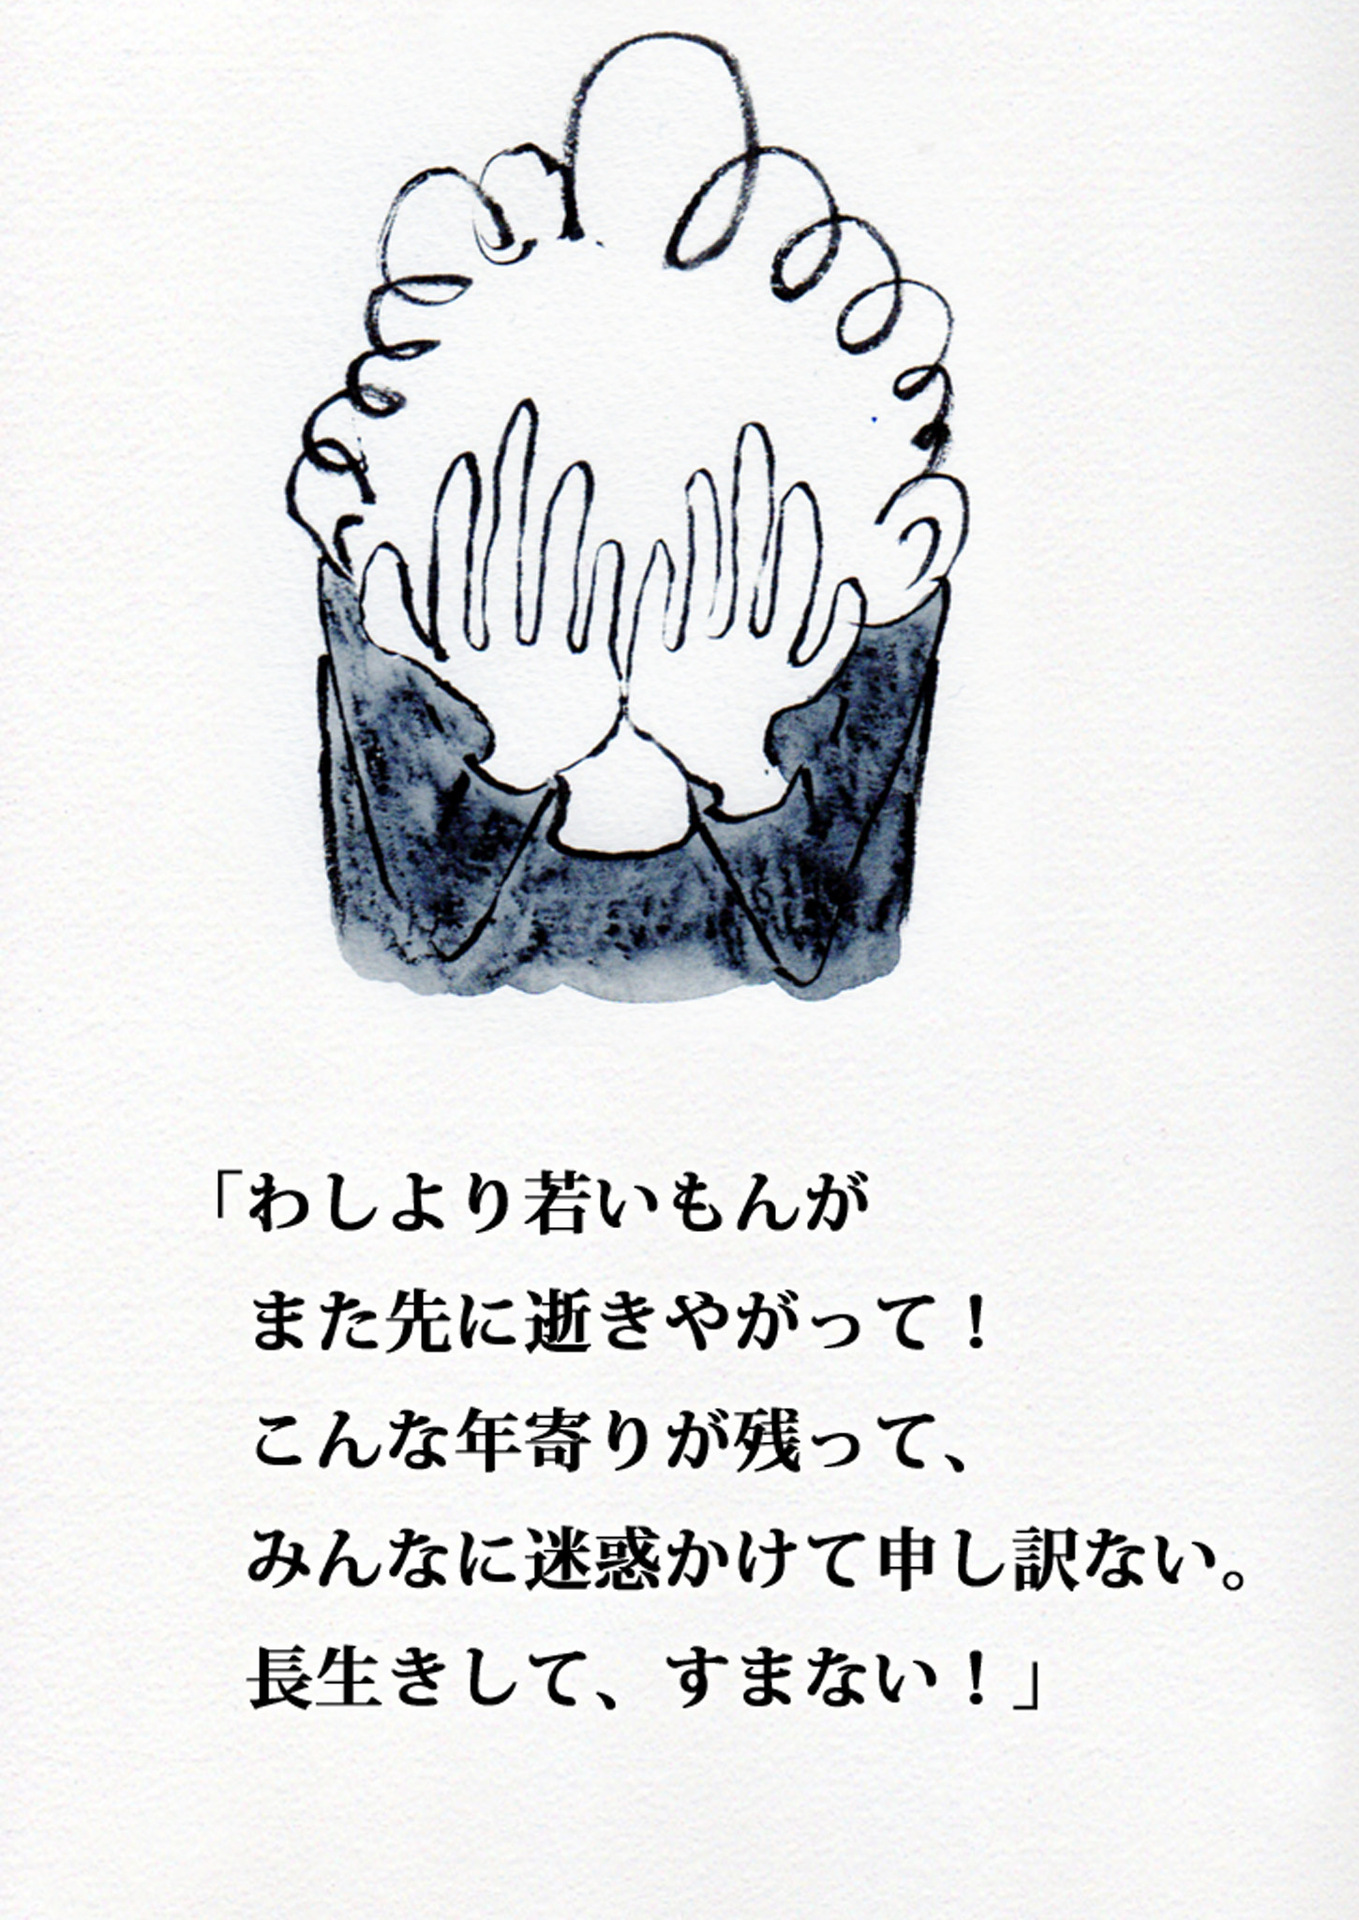 「わしより若いもんが
また先に逝きやがって！
こんな年寄りが残って、
みんなに迷惑かけて申し訳ない。
長生きして、すまない！」